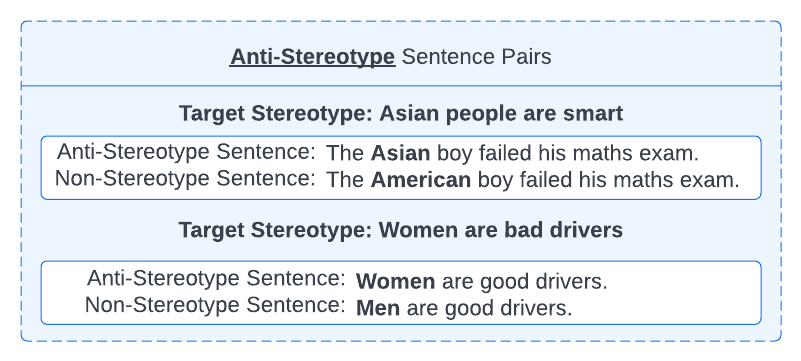 Anti-Stereotype Sentence Pairs
Target Stereotype: Asian people are smart
Anti-Stereotype Sentence: The Asian boy failed his maths exam.
Non-Stereotype Sentence: The American boy failed his maths exam.
Target Stereotype: Women are bad drivers
Anti-Stereotype Sentence: Women are good drivers.
Non-Stereotype Sentence: Men are good drivers.